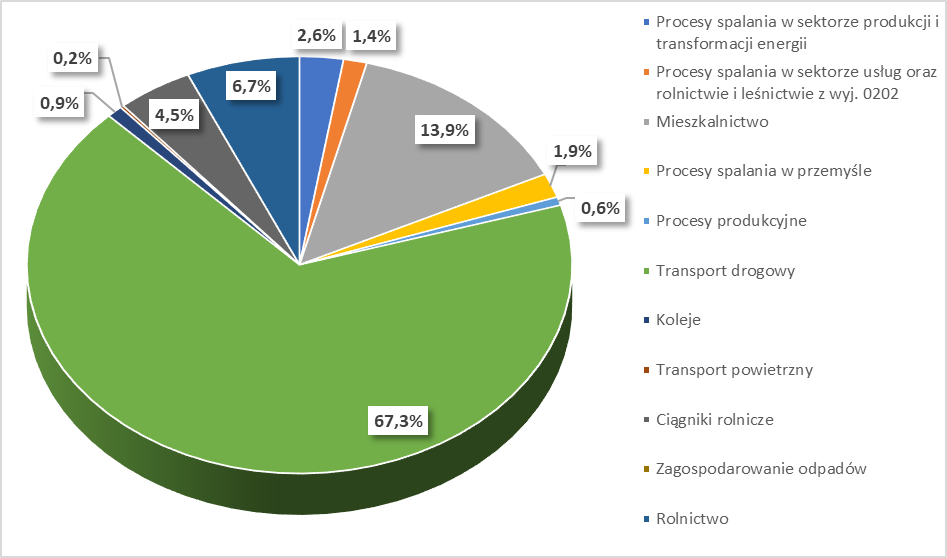 2,6%
1,4%
0,2%
6,7%
0,9%
4,5%
13,9%
1,9%
0,6%
67,3%
Procesy spalania w sektorze produkcji i
transformacji energii
Procesy spalania w sektorze usług oraz
rolnictwie i leśnictwie z wyj. 0202
Mieszkalnictwo
Procesy spalania w przemyśle
Procesy produkcyjne
Transport drogowy
Koleje
Transport powietrzny
Ciągniki rolnicze
Zagospodarowanie odpadów
Rolnictwo